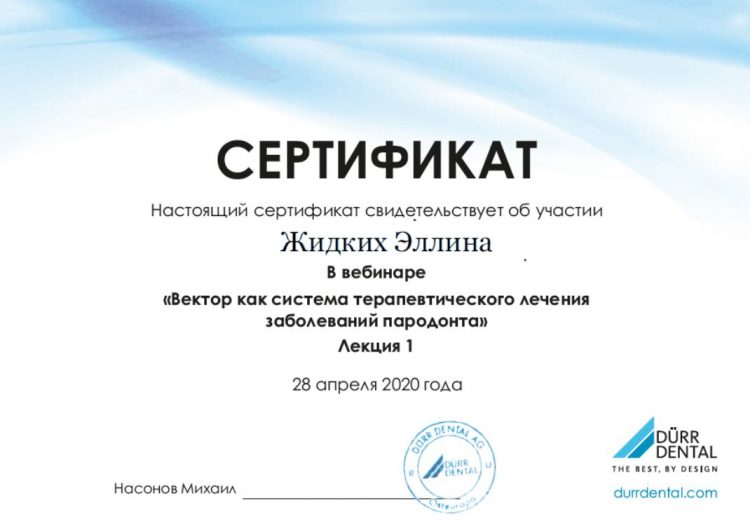 СЕРТИФИКАТ
Настоящий сертификат свидетельствует об участии
Жидких Эллина
В вебинаре
«Вектор как система терапевтического лечения
заболеваний пародонта»
Лекция 1
28 апреля 2020 года
DÜRR DENTAL AG
DÜRR
DENTAL
Osteuropa
Насонов Михаил
DÜRR
DENTAL
THE BEST, BY DESIGN
durrdental.com